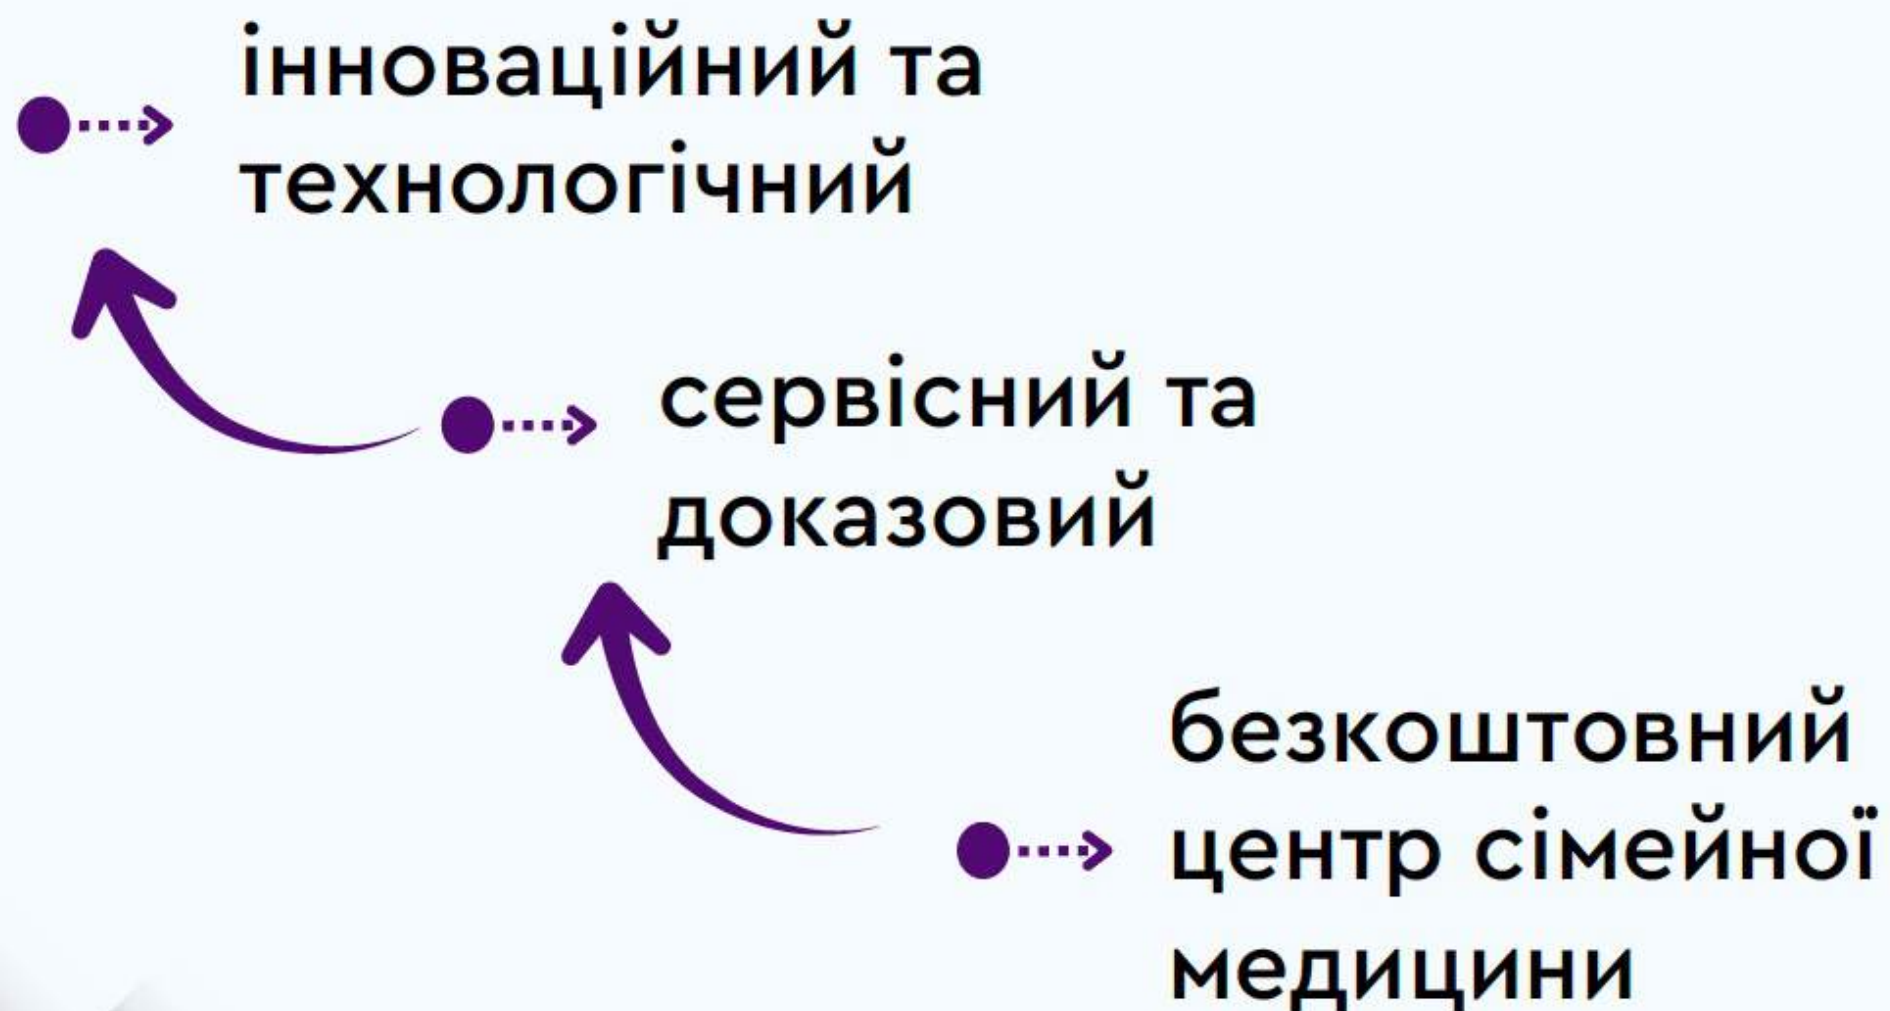 інноваційний та
технологічний
сервісний та
доказовий
безкоштовний
центр сімейної
медицини